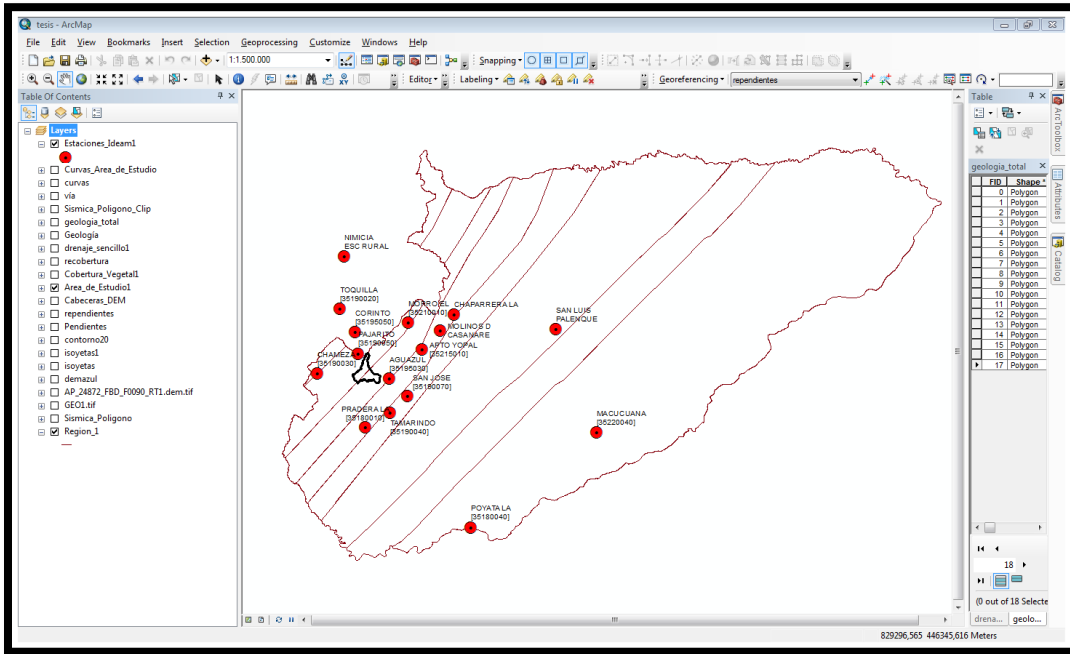 tesis - ArcMap
File Edit View Bookmarks Insert Selection Geoprocessing Customize Windows Help
1:1.500.000
Snapping
Editor
Labeling
Georeferencing
rependientes
Table Of Contents
Layers
Estaciones_Ideam1
Curvas_Area_de_Estudio
curvas
vía
Sismica_Poligono_Clip
geologia_total
Geología
drenaje_sencillo1
recobertura
Cobertura_Vegetal1
Area_de_Estudio1
Cabeceras_DEM
rependientes
Pendientes
contorno20
isoyetas1
isoyetas
demazul
AP_24872_FBD_F0090_RT1.dem.tif
GEO1.tif
Sismica_Poligono
Region_1
NIMICIA
ESC RURAL
TOQUILLA
[35190020]
CORINTO
[35195050]
PAJARITO
[35190050]
CHAMEZA
[35190030]
MORRO EL
[35210010]
CHAPARRERA LA
MOLINOS D
CASANARE
APTO YOPAL
[35215010]
AGUAZUL
[35195030]
SAN JOSE
[35190070]
PRADERA LA
[35180010]
TAMARINDO
[35190040]
SAN LUIS
PALENQUE
MACUCUANA
[35220040]
POYATA LA
[35180040]
Table
geologia_total
FID Shape *
0 Polygon
1 Polygon
2 Polygon
3 Polygon
4 Polygon
5 Polygon
6 Polygon
7 Polygon
8 Polygon
9 Polygon
10 Polygon
11 Polygon
12 Polygon
13 Polygon
14 Polygon
15 Polygon
16 Polygon
17 Polygon
18
(0 out of 18 Selecte
drena...
geolo...
ArcToolbox
Attributes
Catalog
829296,565 446345,616 Meters